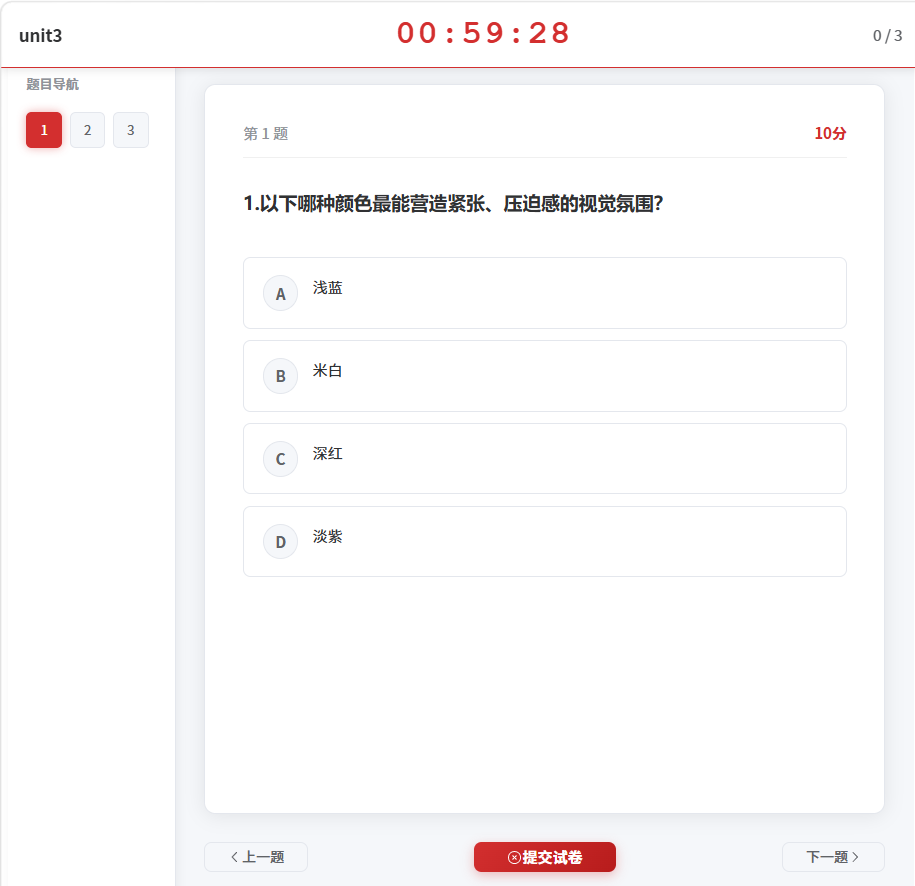 unit3
00:59:28
0 / 3
题目导航
1 2 3
第 1 题
10分
1.以下哪种颜色最能营造紧张、压迫感的视觉氛围?
A 浅蓝
B 米白
C 深红
D 淡紫
上一题
提交试卷
下一题